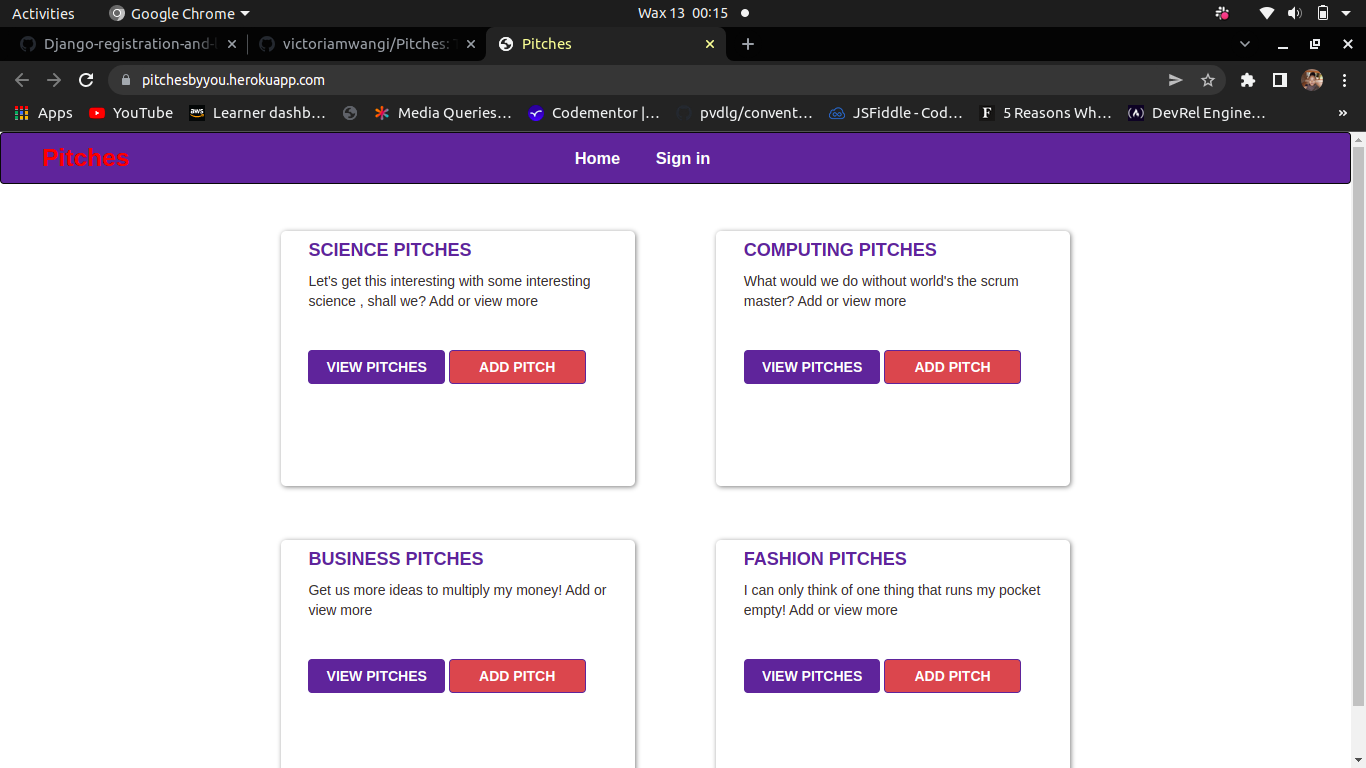 Activities Google Chrome Wax 13 00:15
Django-registration-and-l victoriamwangi/Pitches: T Pitches
pitchesbyyou.herokuapp.com
Apps YouTube aws Learner dashb… Media Queries… Codementor |… pvdlg/convent… JSFiddle - Cod… F 5 Reasons Wh… DevRel Engine… »
Pitches Home Sign in
SCIENCE PITCHES
Let's get this interesting with some interesting
science , shall we? Add or view more
VIEW PITCHES ADD PITCH
COMPUTING PITCHES
What would we do without world's the scrum
master? Add or view more
VIEW PITCHES ADD PITCH
BUSINESS PITCHES
Get us more ideas to multiply my money! Add or
view more
VIEW PITCHES ADD PITCH
FASHION PITCHES
I can only think of one thing that runs my pocket
empty! Add or view more
VIEW PITCHES ADD PITCH